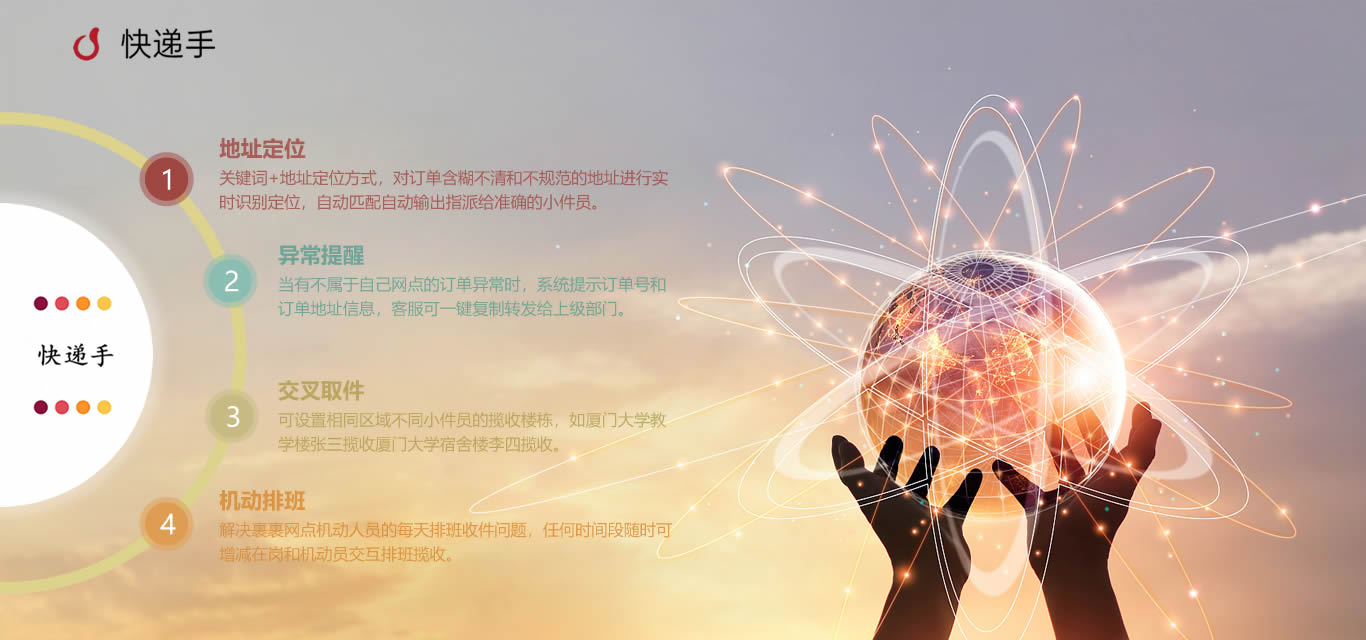 快递手
地址定位
关键词+地址定位方式，对订单含糊不清和不规范的地址进行实
时识别定位，自动匹配自动输出指派给准确的小件员。
1
异常提醒
当有不属于自己网点的订单异常时，系统提示订单号和
订单地址信息，客服可一键复制转发给上级部门。
2
快递手
交叉取件
可设置相同区域不同小件员的揽收楼栋，如厦门大学教
学楼张三揽收厦门大学宿舍楼李四揽收。
3
机动排班
解决裹裹网点机动人员的每天排班收件问题，任何时间段随时可
增减在岗和机动员交互排班揽收。
4